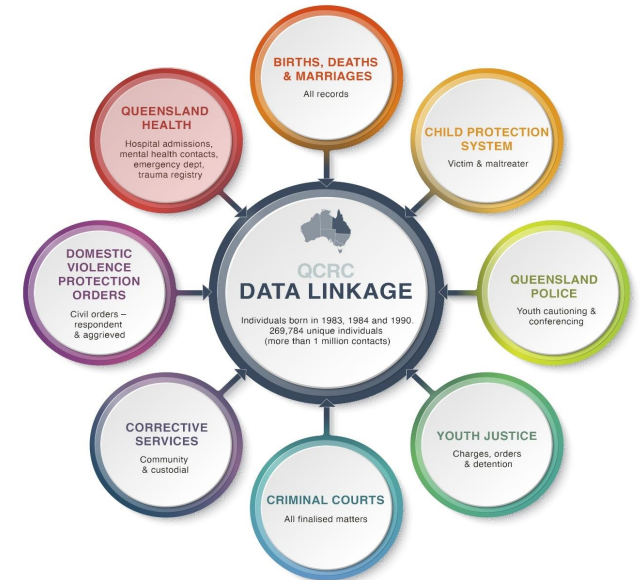 BIRTHS, DEATHS
& MARRIAGES
All records
QUEENSLAND
HEALTH
Hospital admissions,
mental health contacts,
emergency dept,
trauma registry
CHILD PROTECTION
SYSTEM
Victim & maltreater
DOMESTIC
VIOLENCE
PROTECTION
ORDERS
Civil orders –
respondent
& aggrieved
QCRC
DATA LINKAGE
Individuals born in 1983, 1984 and 1990.
269,784 unique individuals
(more than 1 million contacts)
QUEENSLAND
POLICE
Youth cautioning &
conferencing
CORRECTIVE
SERVICES
Community
& custodial
YOUTH JUSTICE
Charges, orders
& detention
CRIMINAL COURTS
All finalised matters